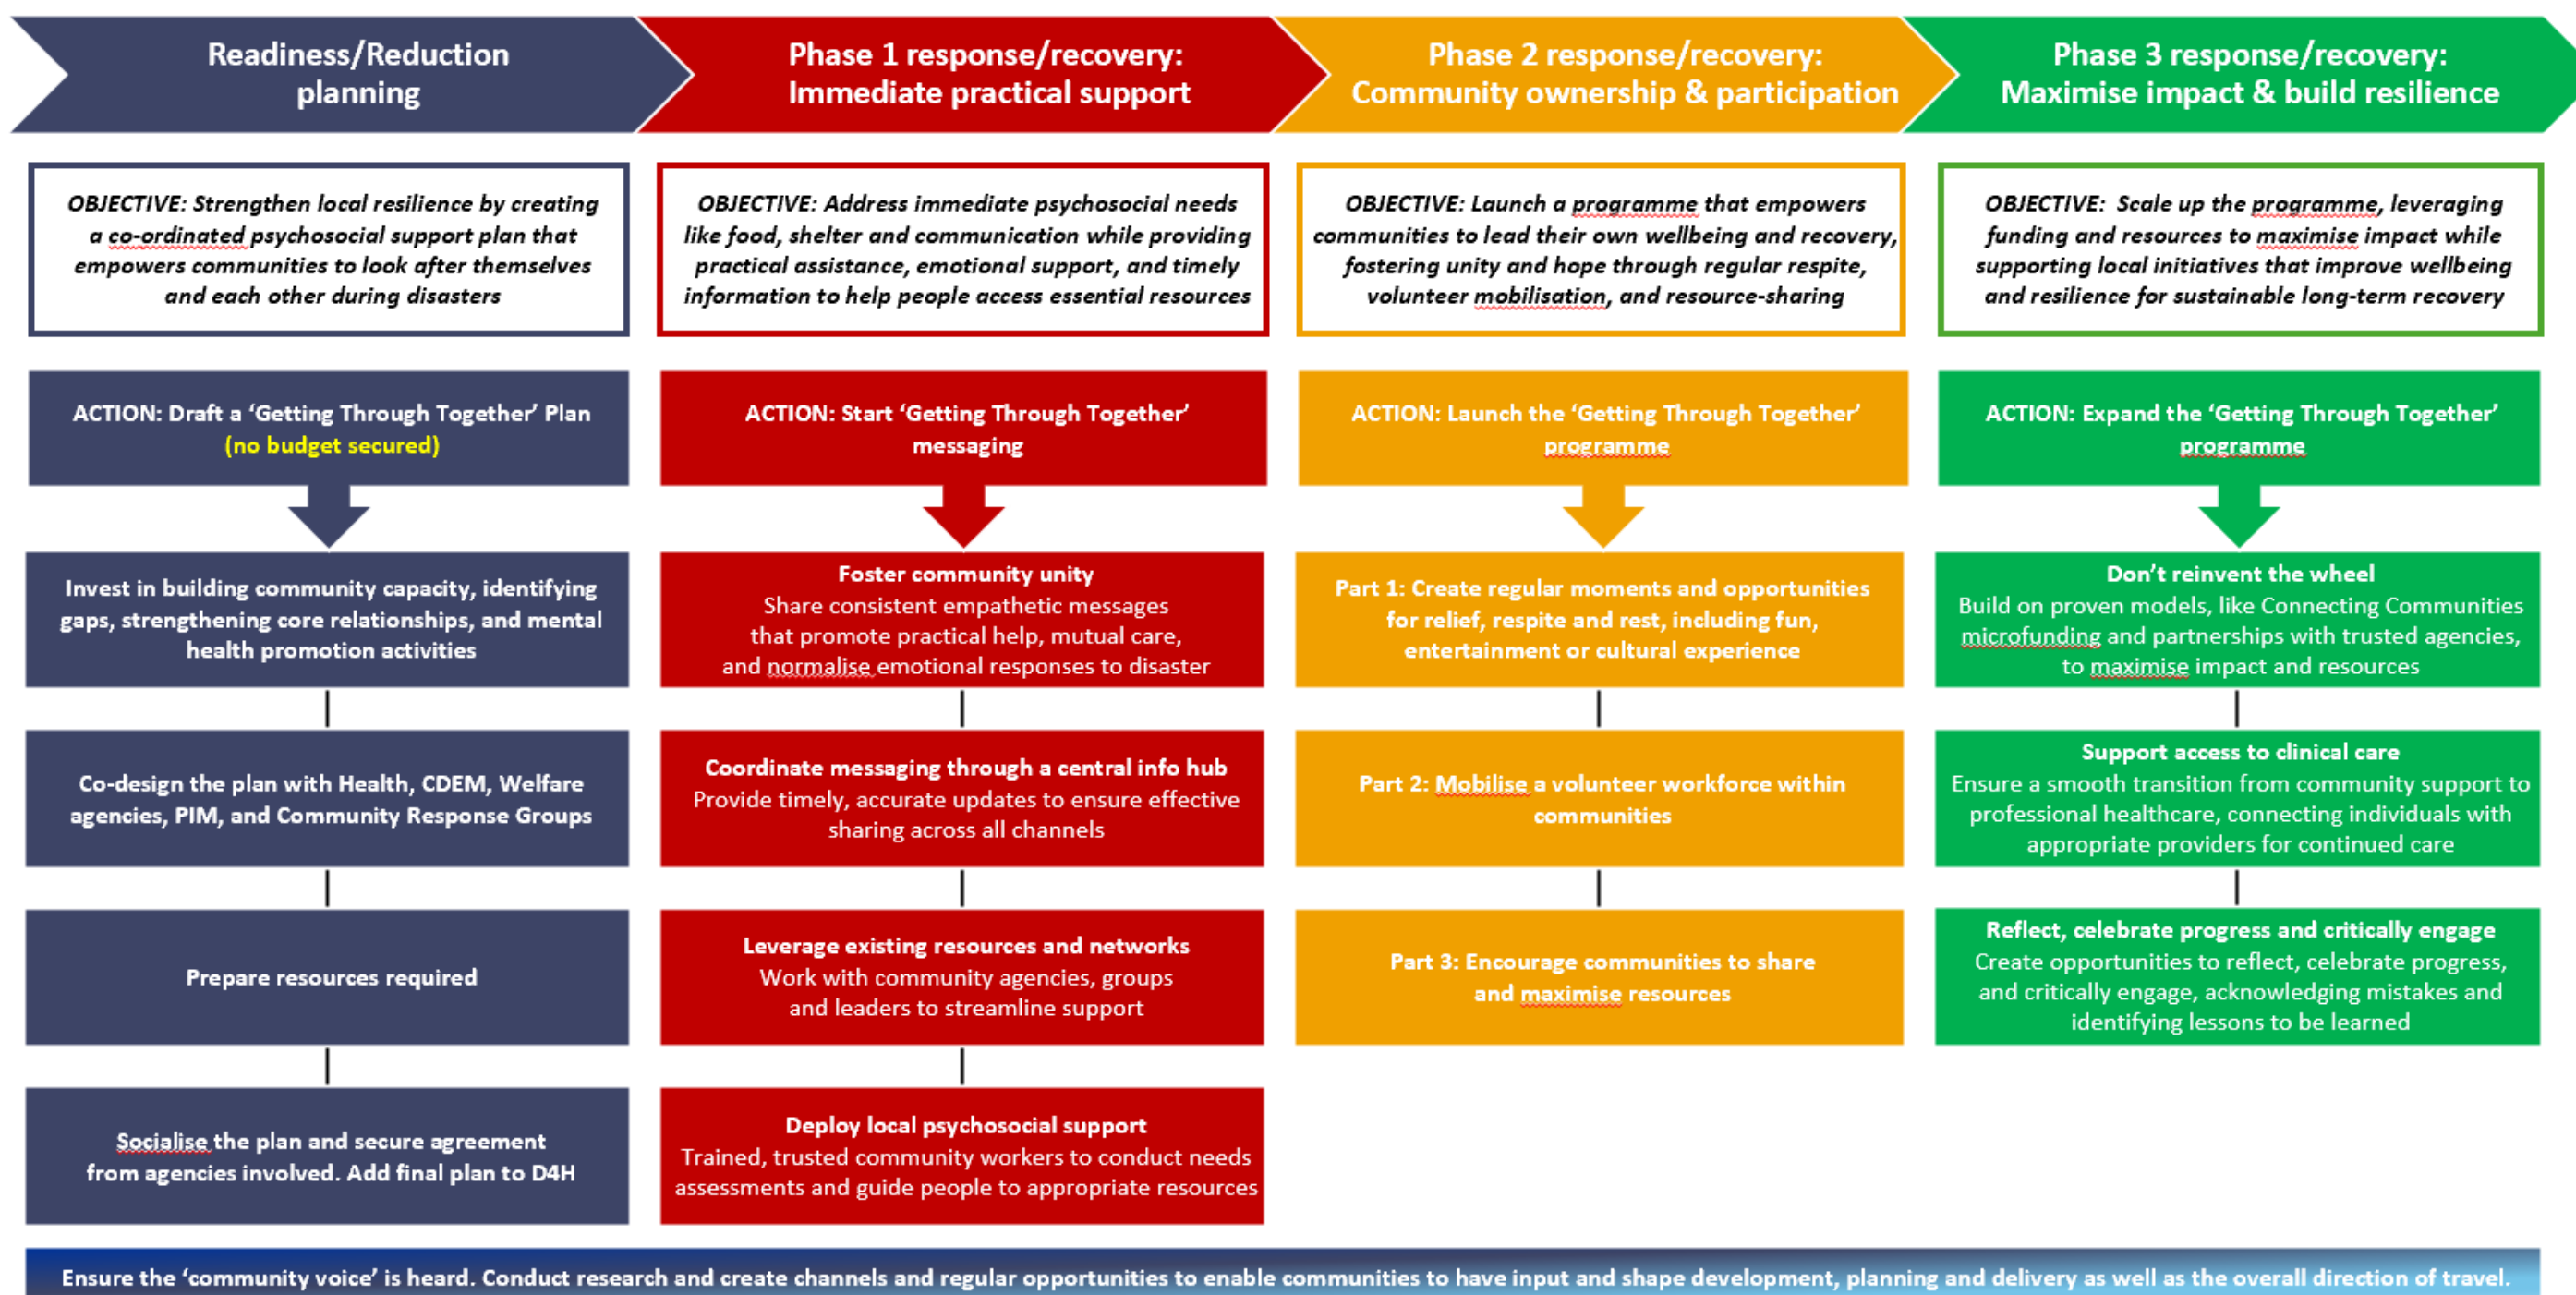 Readiness/Reduction
planning
Phase 1 response/recovery:
Immediate practical support
Phase 2 response/recovery:
Community ownership & participation
Phase 3 response/recovery:
Maximise impact & build resilience
OBJECTIVE: Strengthen local resilience by creating
a co-ordinated psychosocial support plan that
empowers communities to look after themselves
and each other during disasters
OBJECTIVE: Address immediate psychosocial needs
like food, shelter and communication while providing
practical assistance, emotional support, and timely
information to help people access essential resources
OBJECTIVE: Launch a programme that empowers
communities to lead their own wellbeing and recovery,
fostering unity and hope through regular respite,
volunteer mobilisation, and resource-sharing
OBJECTIVE: Scale up the programme, leveraging
funding and resources to maximise impact while
supporting local initiatives that improve wellbeing
and resilience for sustainable long-term recovery
ACTION: Draft a ‘Getting Through Together’ Plan
(no budget secured)
ACTION: Start ‘Getting Through Together’
messaging
ACTION: Launch the ‘Getting Through Together’
programme
ACTION: Expand the ‘Getting Through Together’
programme
Invest in building community capacity, identifying
gaps, strengthening core relationships, and mental
health promotion activities
Foster community unity
Share consistent empathetic messages
that promote practical help, mutual care,
and normalise emotional responses to disaster
Part 1: Create regular moments and opportunities
for relief, respite and rest, including fun,
entertainment or cultural experience
Don’t reinvent the wheel
Build on proven models, like Connecting Communities
microfunding and partnerships with trusted agencies,
to maximise impact and resources
Co-design the plan with Health, CDEM, Welfare
agencies, PIM, and Community Response Groups
Coordinate messaging through a central info hub
Provide timely, accurate updates to ensure effective
sharing across all channels
Part 2: Mobilise a volunteer workforce within
communities
Support access to clinical care
Ensure a smooth transition from community support to
professional healthcare, connecting individuals with
appropriate providers for continued care
Prepare resources required
Leverage existing resources and networks
Work with community agencies, groups
and leaders to streamline support
Part 3: Encourage communities to share
and maximise resources
Reflect, celebrate progress and critically engage
Create opportunities to reflect, celebrate progress,
and critically engage, acknowledging mistakes and
identifying lessons to be learned
Socialise the plan and secure agreement
from agencies involved. Add final plan to D4H
Deploy local psychosocial support
Trained, trusted community workers to conduct needs
assessments and guide people to appropriate resources
Ensure the ‘community voice’ is heard. Conduct research and create channels and regular opportunities to enable communities to have input and shape development, planning and delivery as well as the overall direction of travel.